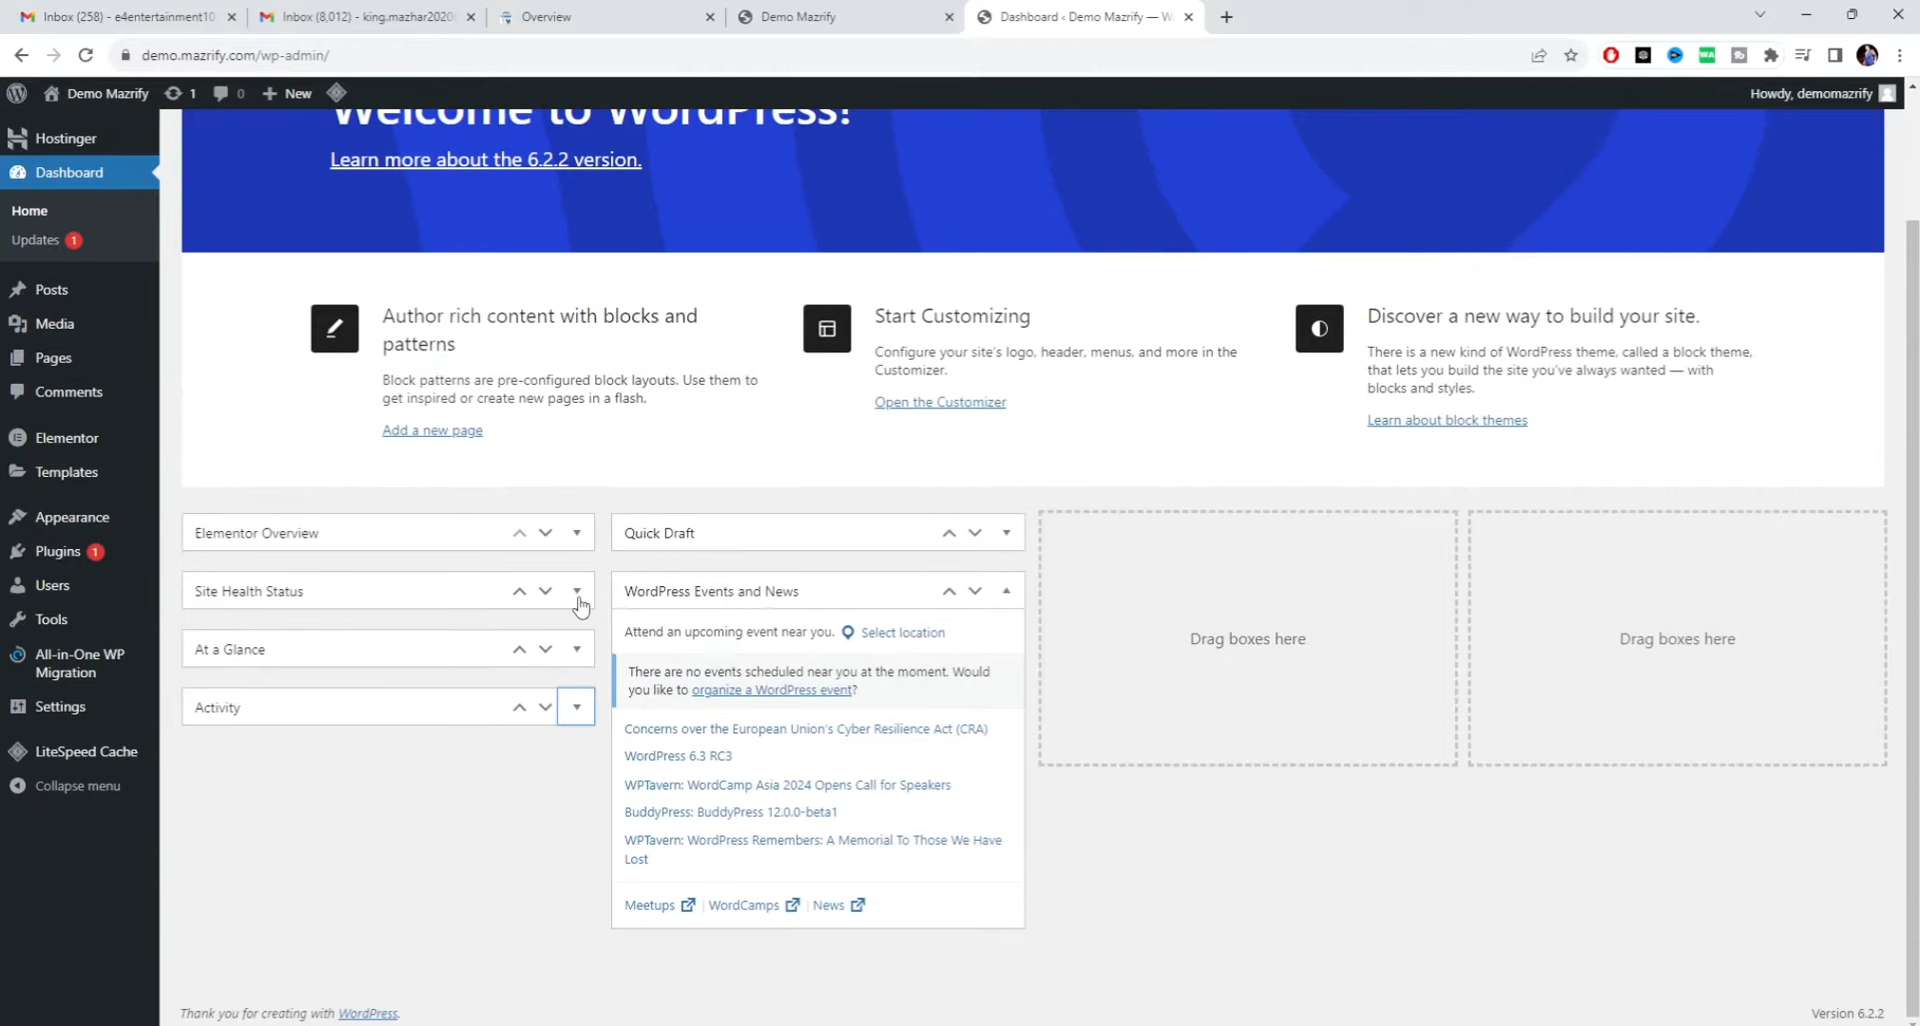 Inbox (258) - e4entertainment10
Inbox (8,012) - king.mazhar2020
Overview
Demo Mazrify
Dashboard ‹ Demo Mazrify — W
demo.mazrify.com/wp-admin/
WA
Demo Mazrify
1
0
New
Howdy, demomazrify
Hostinger
Dashboard
Home
Updates 1
Posts
Media
Pages
Comments
Elementor
Templates
Appearance
Plugins 1
Users
Tools
All-in-One WP
Migration
Settings
LiteSpeed Cache
Collapse menu
Welcome to WordPress!
Learn more about the 6.2.2 version.
Author rich content with blocks and
patterns
Block patterns are pre-configured block layouts. Use them to
get inspired or create new pages in a flash.
Add a new page
Start Customizing
Configure your site's logo, header, menus, and more in the
Customizer.
Open the Customizer
Discover a new way to build your site.
There is a new kind of WordPress theme, called a block theme,
that lets you build the site you've always wanted — with
blocks and styles.
Learn about block themes
Elementor Overview
Site Health Status
At a Glance
Activity
Quick Draft
WordPress Events and News
Attend an upcoming event near you. Select location
There are no events scheduled near you at the moment. Would
you like to organize a WordPress event?
Concerns over the European Union's Cyber Resilience Act (CRA)
WordPress 6.3 RC3
WPTavern: WordCamp Asia 2024 Opens Call for Speakers
BuddyPress: BuddyPress 12.0.0-beta1
WPTavern: WordPress Remembers: A Memorial To Those We Have
Lost
Meetups | WordCamps | News
Drag boxes here
Drag boxes here
Thank you for creating with WordPress.
Version 6.2.2